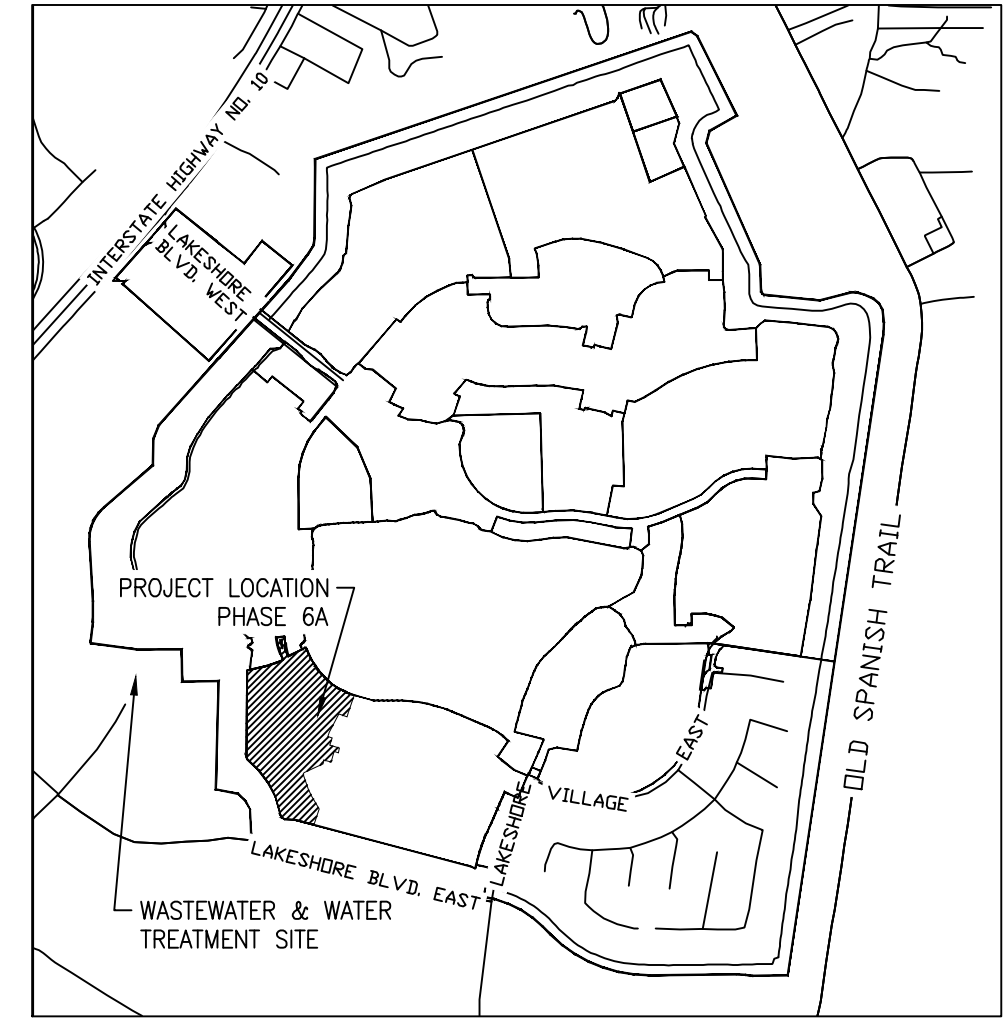 INTERSTATE HIGHWAY NO. 10
LAKESHORE
BLVD. WEST
PROJECT LOCATION
PHASE 6A
OLD SPANISH TRAIL
EAST
VILLAGE
LAKESHORE
LAKESHORE BLVD. EAST
WASTEWATER & WATER
TREATMENT SITE